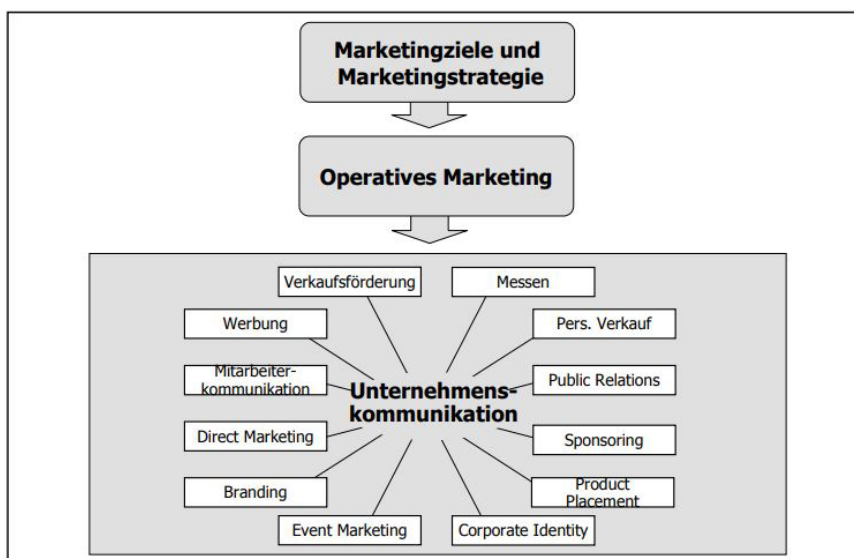 Marketingziele und
Marketingstrategie
Operatives Marketing
Verkaufsförderung
Messen
Werbung
Pers. Verkauf
Mitarbeiter-
kommunikation
Public Relations
Unternehmens-
kommunikation
Direct Marketing
Sponsoring
Branding
Product
Placement
Event Marketing
Corporate Identity